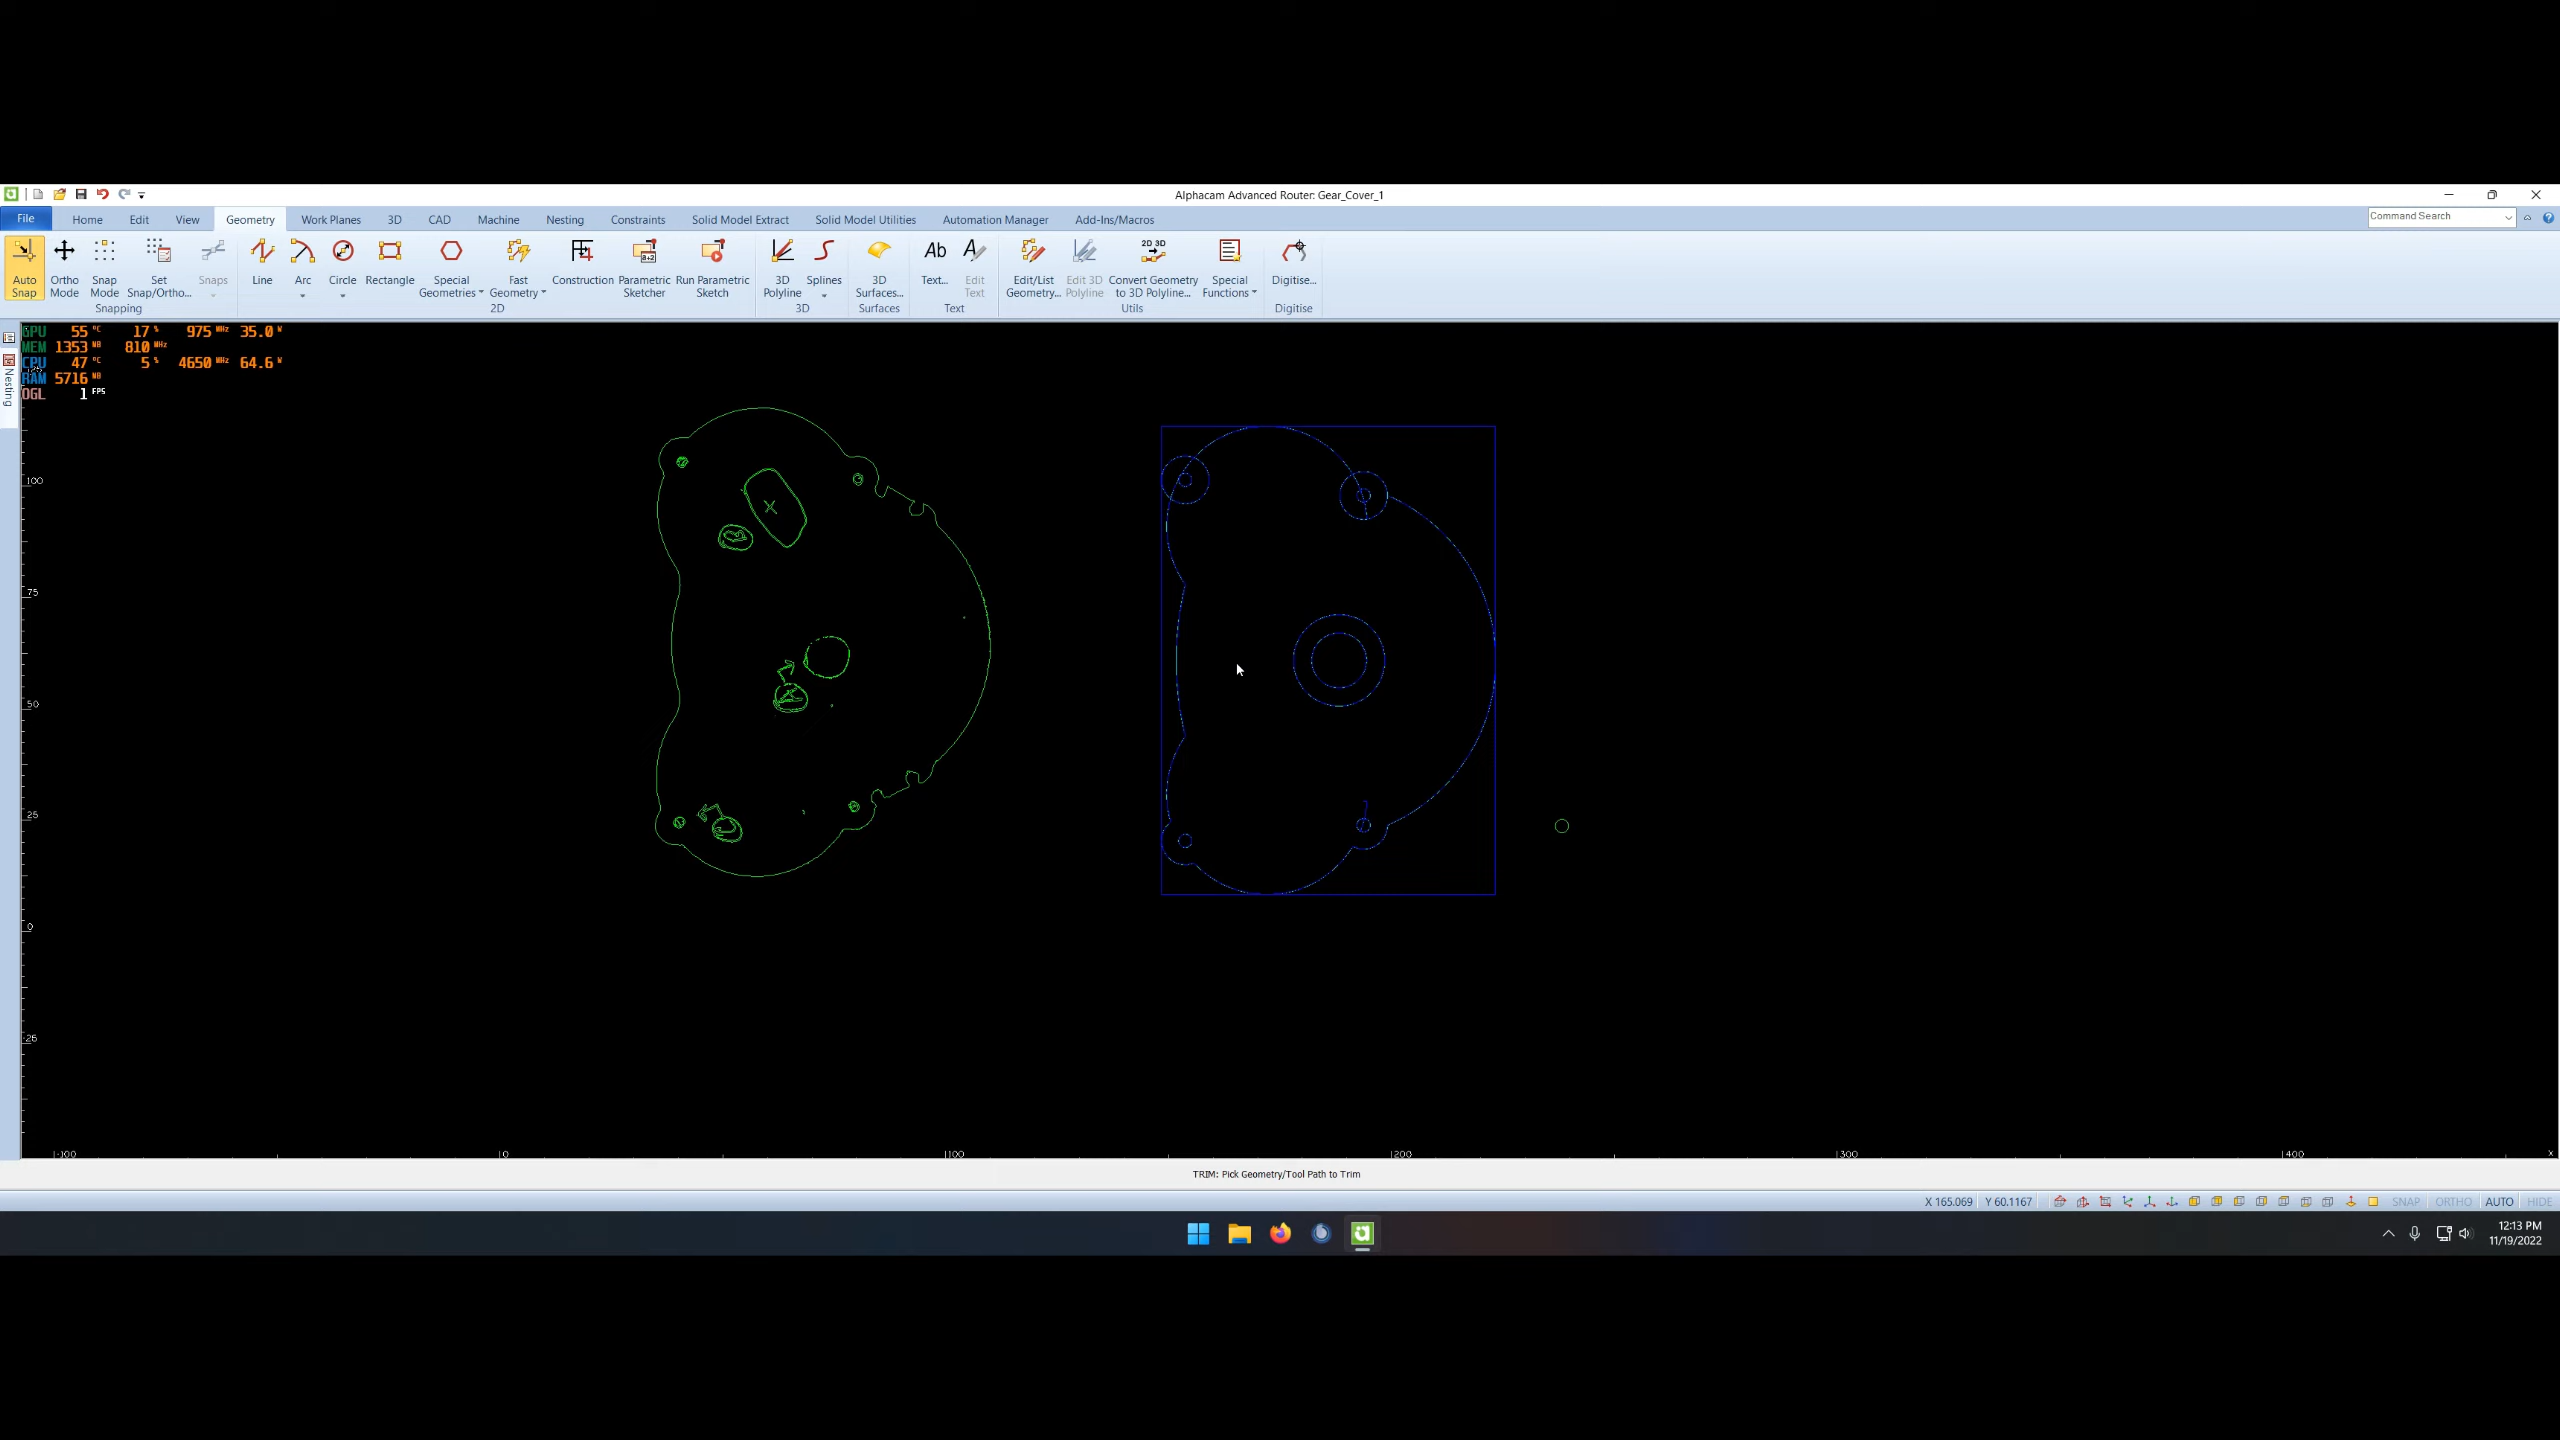 Alphacam Advanced Router: Gear_Cover_1
File Home Edit View Geometry Work Planes 3D CAD Machine Nesting Constraints Solid Model Extract Solid Model Utilities Automation Manager Add-Ins/Macros Command Search
Auto Snap
Ortho Mode
Snap Mode
Set Snap/Ortho...
Snaps
Line
Arc
Circle
Rectangle
Special Geometries
Fast Geometry
Construction
Parametric Sketcher
Run Parametric Sketch
3D Polyline
Splines
3D Surfaces...
Text...
Edit Text
Edit/List Geometry...
Edit 3D Polyline
Convert Geometry to 3D Polyline...
Special Functions
Digitise...
Snapping 2D 3D Surfaces Text Utils Digitise
GPU 55 °C 17 % 975 MHz 35.0 W
MEM 1353 MB 810 MHz
CPU 47 °C 5 % 4650 MHz 64.6 W
RAM 5716 MB
OGL 1 FPS
Nesting
100
75
50
25
0
-25
-100 0 100 200 300 400 X
TRIM: Pick Geometry/Tool Path to Trim
X 165.069 Y 60.1167 SNAP ORTHO AUTO HIDE
12:13 PM
11/19/2022